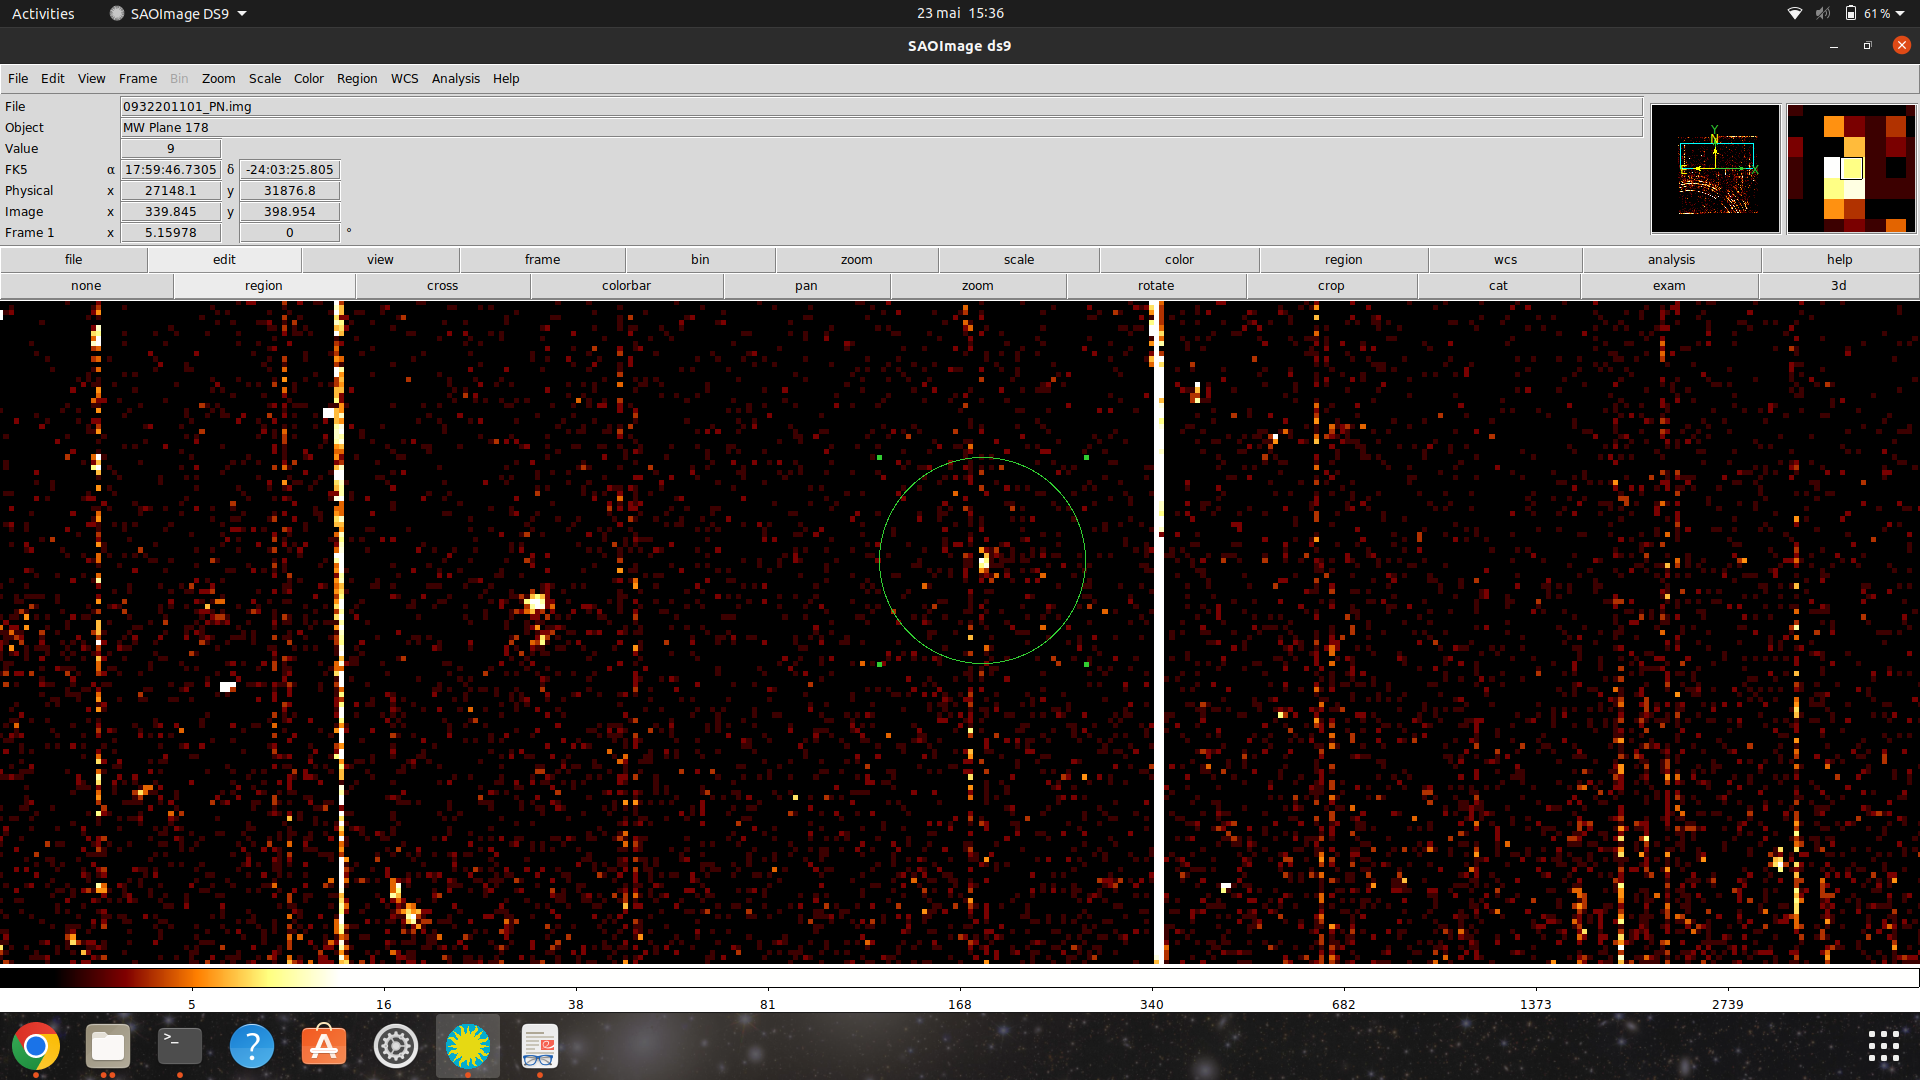 Activities SAOImage DS9 23 mai 15:36 61 %
SAOImage ds9
File Edit View Frame Bin Zoom Scale Color Region WCS Analysis Help
File 0932201101_PN.img
Object MW Plane 178
Value 9
FK5 α 17:59:46.7305 δ -24:03:25.805
Physical x 27148.1 y 31876.8
Image x 339.845 y 398.954
Frame 1 x 5.15978 0 °
Y
N
X
file edit view frame bin zoom scale color region wcs analysis help
none region cross colorbar pan zoom rotate crop cat exam 3d
5 16 38 81 168 340 682 1373 2739
>_
?